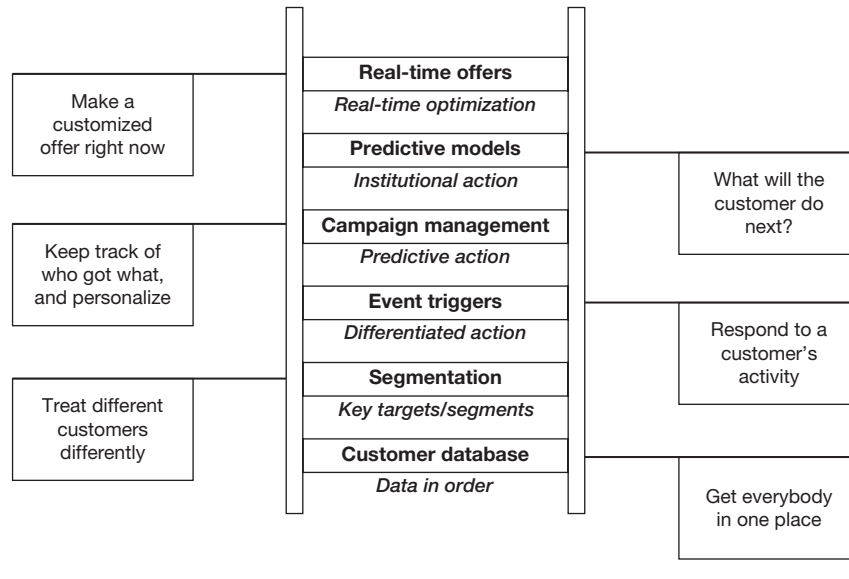 Real-time offers
Real-time optimization
Make a
customized
offer right now
Predictive models
Institutional action
What will the
customer do
next?
Campaign management
Predictive action
Keep track of
who got what,
and personalize
Event triggers
Differentiated action
Respond to a
customer's
activity
Segmentation
Key targets/segments
Treat different
customers
differently
Customer database
Data in order
Get everybody
in one place